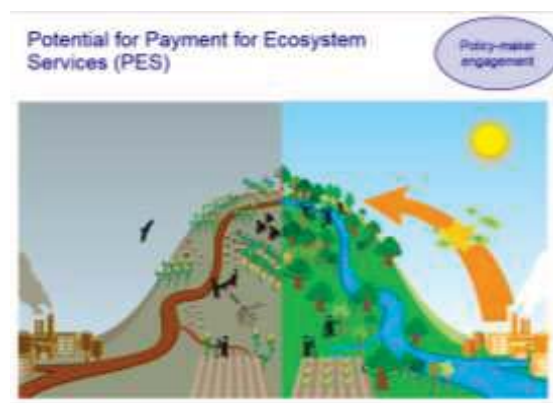 Potential for Payment for Ecosystem
Services (PES)
Policy-maker
engagement